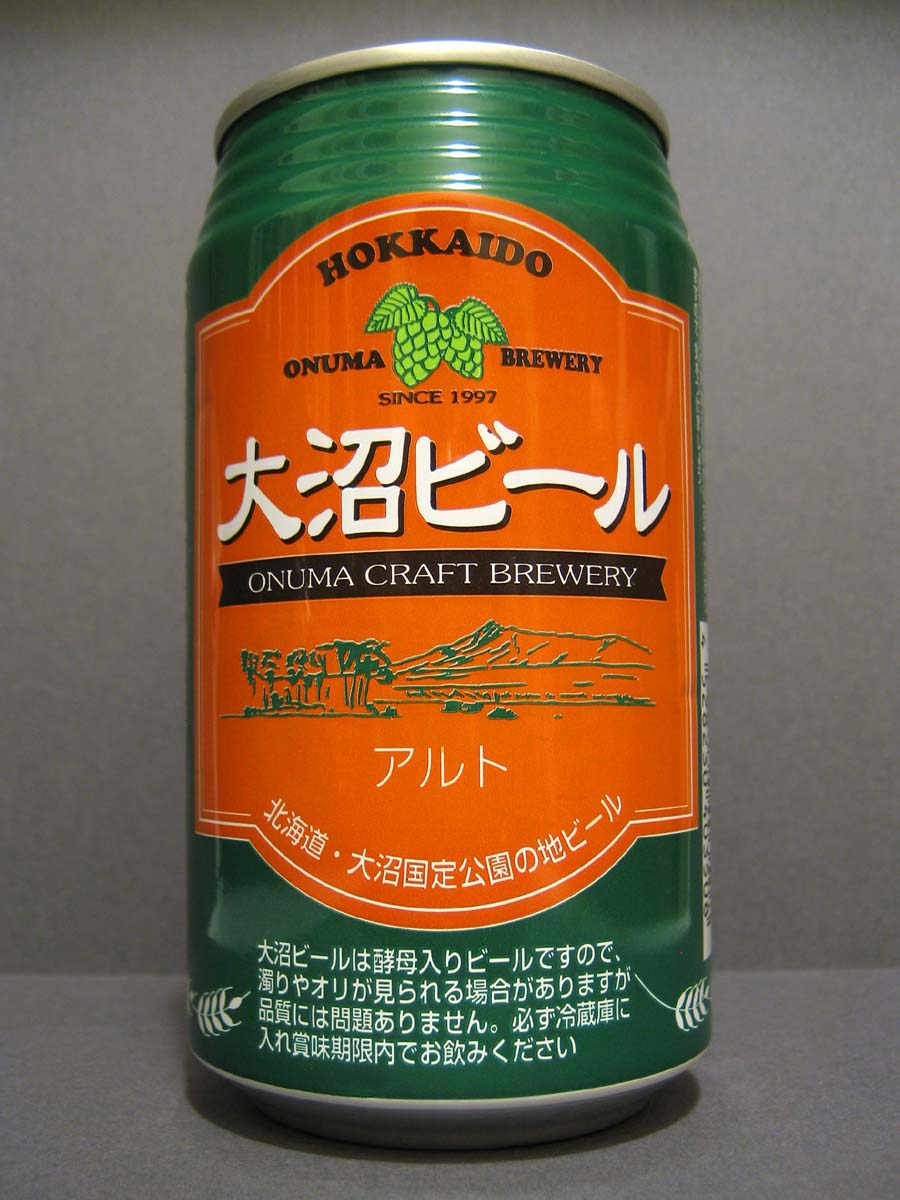 HOKKAIDO
ONUMA BREWERY
SINCE 1997
大沼ビール
ONUMA CRAFT BREWERY
アルト
北海道・大沼国定公園の地ビール
大沼ビールは酵母入りビールですので、
濁りやオリが見られる場合がありますが
品質には問題ありません。必ず冷蔵庫に
入れ賞味期限内でお飲みください